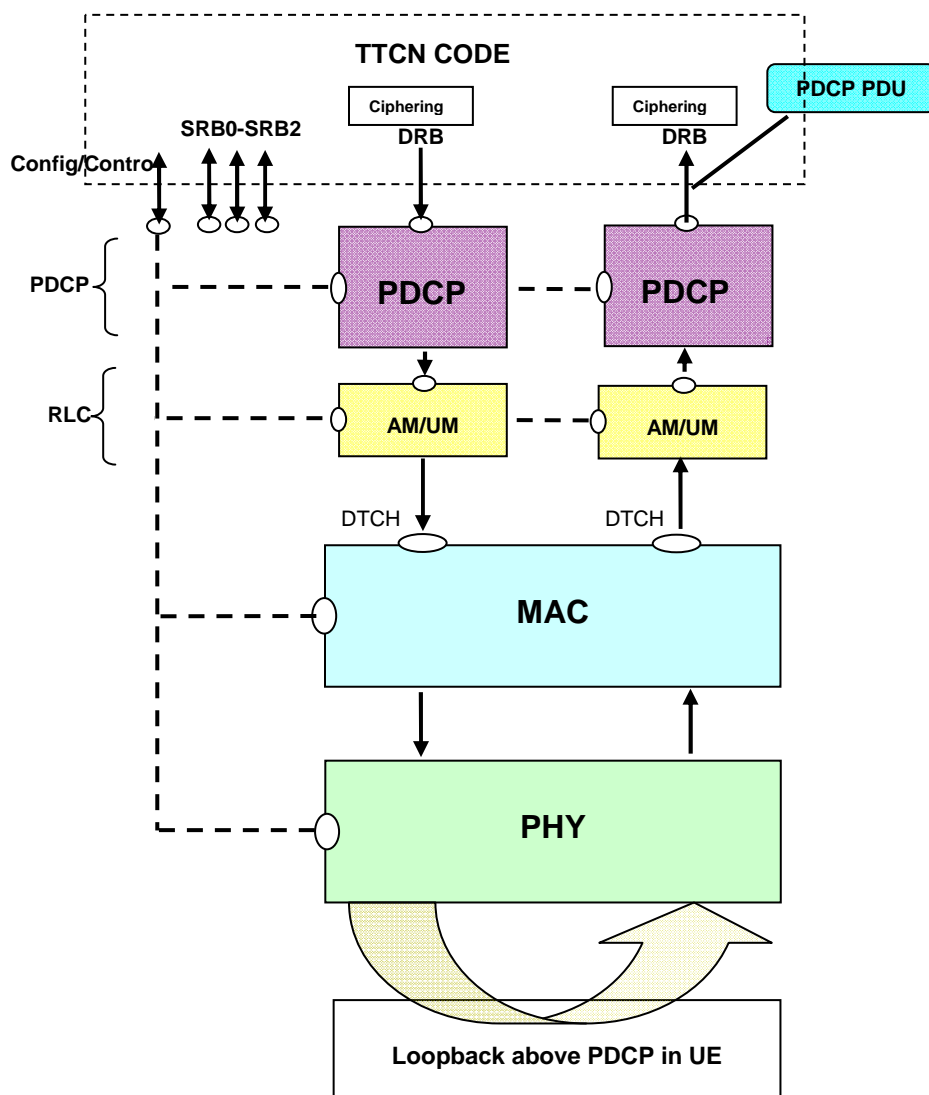 TTCN CODE
PDCP PDU
Ciphering
Ciphering
SRB0-SRB2
DRB
DRB
Config/Contro
PDCP
PDCP
PDCP
RLC
AM/UM
AM/UM
DTCH
DTCH
MAC
PHY
Loopback above PDCP in UE